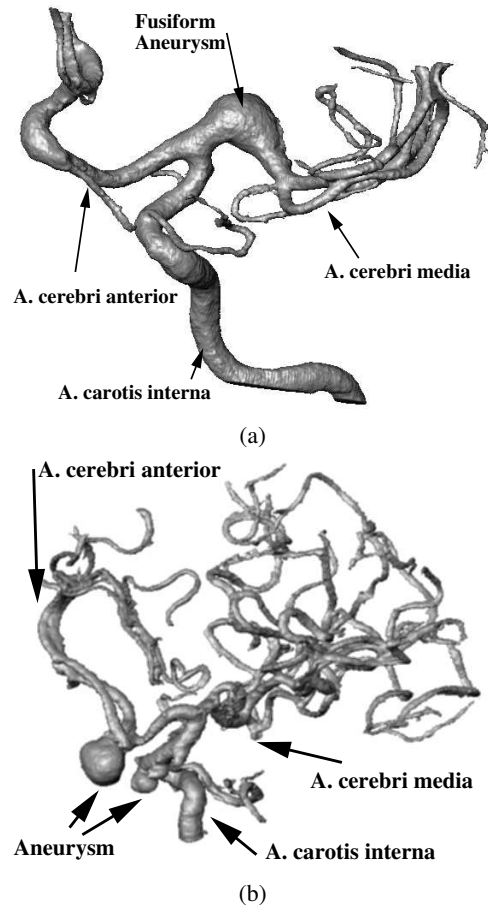 Fusiform
Aneurysm
A. cerebri media
A. cerebri anterior
A. carotis interna
(a)
A. cerebri anterior
A. cerebri media
Aneurysm
A. carotis interna
(b)